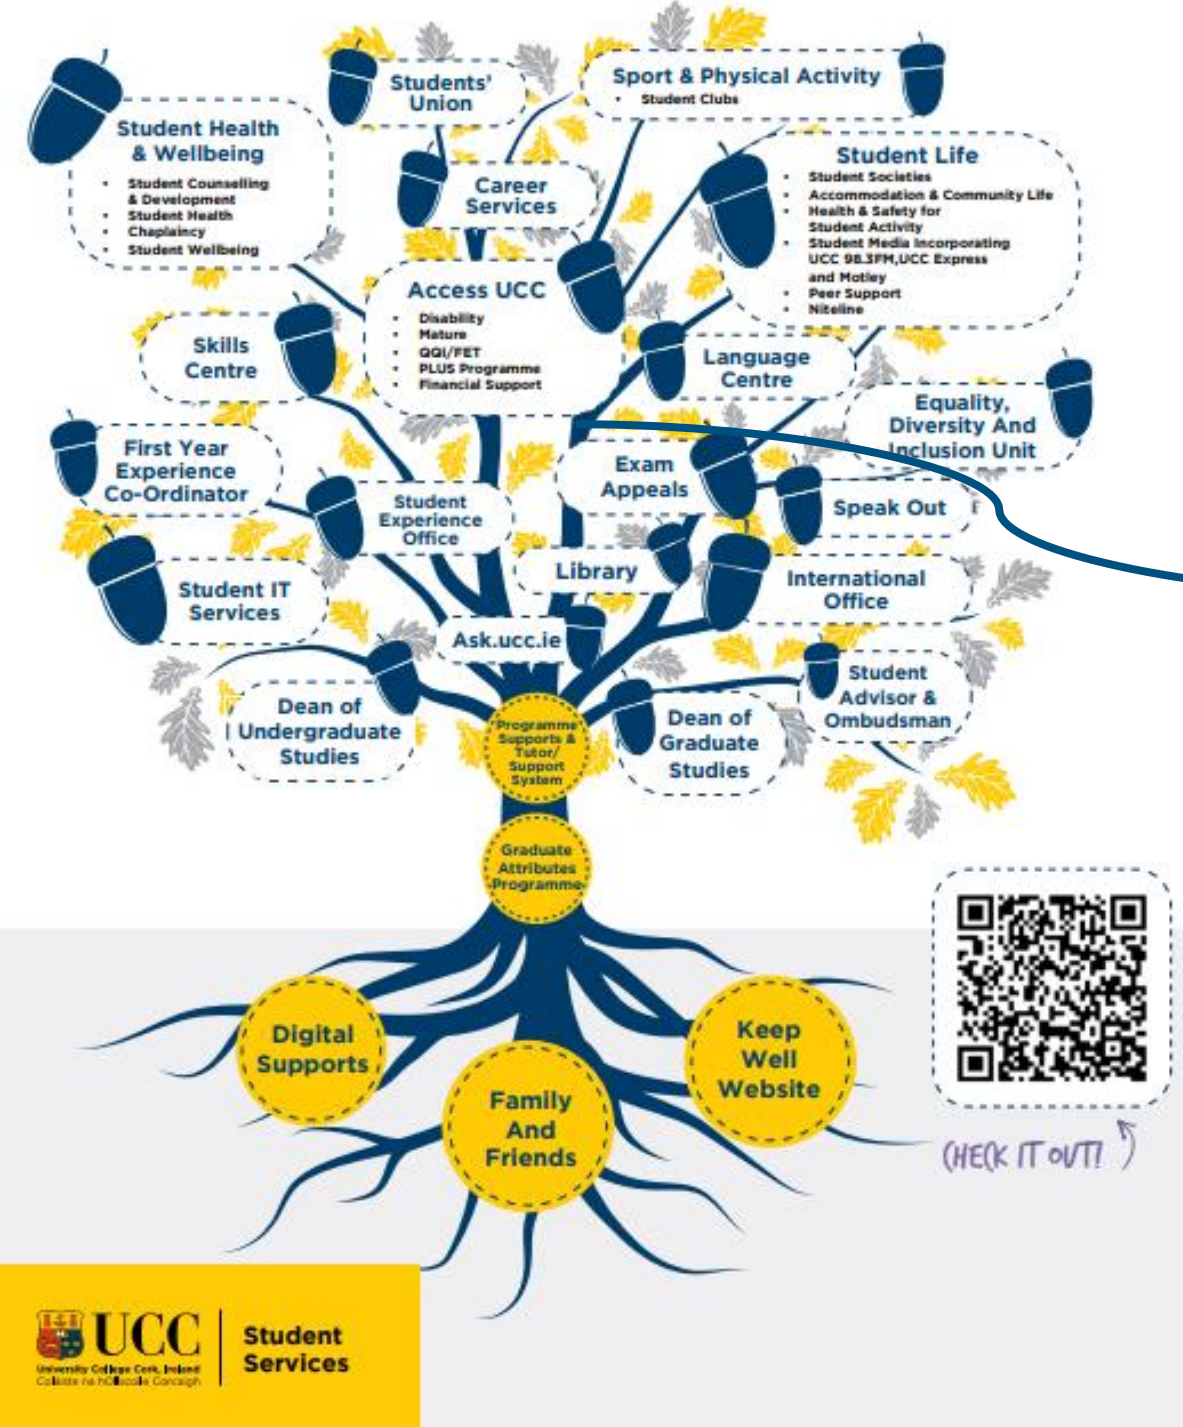 Students'
Union
Sport & Physical Activity
• Student Clubs
Student Health
& Wellbeing
• Student Counselling
& Development
• Student Health
• Chaplaincy
• Student Wellbeing
Career
Services
Student Life
• Student Societies
• Accommodation & Community Life
• Health & Safety for
Student Activity
• Student Media Incorporating
UCC 98.3FM,UCC Express
and Motley
• Peer Support
• Niteline
Access UCC
• Disability
• Mature
• QQI/FET
• PLUS Programme
• Financial Support
Skills
Centre
Language
Centre
Equality,
Diversity And
Inclusion Unit
First Year
Experience
Co-Ordinator
Exam
Appeals
Student
Experience
Office
Speak Out
Library
International
Office
Student IT
Services
Ask.ucc.ie
Student
Advisor &
Ombudsman
Dean of
Undergraduate
Studies
Dean of
Graduate
Studies
Programme
Supports &
Tutor/
Support
System
Graduate
Attributes
Programme
Digital
Supports
Keep
Well
Website
Family
And
Friends
CHECK IT OUT!
UCC
University College Cork, Ireland
Coláiste na hOllscoile Corcaigh
Student
Services